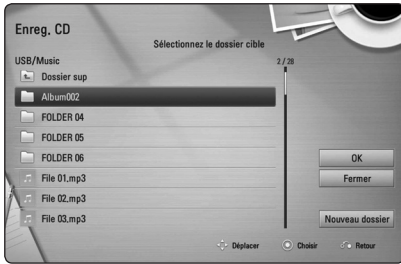 Enreg. CD
Sélectionnez le dossier cible
USB/Music
2 / 28
Dossier sup
Album002
FOLDER 04
FOLDER 05
FOLDER 06
File 01.mp3
File 02.mp3
File 03.mp3
OK
Fermer
Nouveau dossier
Déplacer
Choisir
Retour